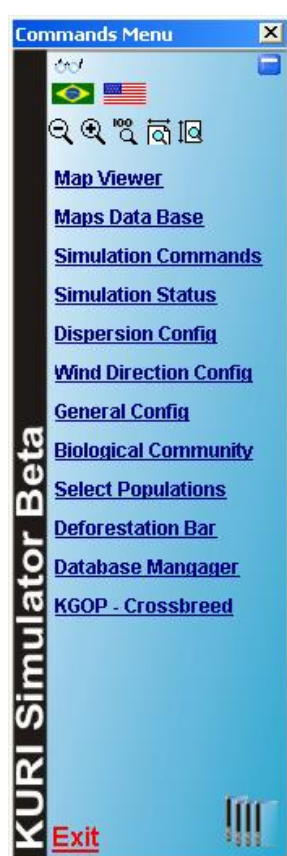 Commands Menu
100
Map Viewer
Maps Data Base
Simulation Commands
Simulation Status
Dispersion Config
Wind Direction Config
General Config
Biological Community
Select Populations
Deforestation Bar
Database Mangager
KGOP - Crossbreed
KURI Simulator Beta
Exit